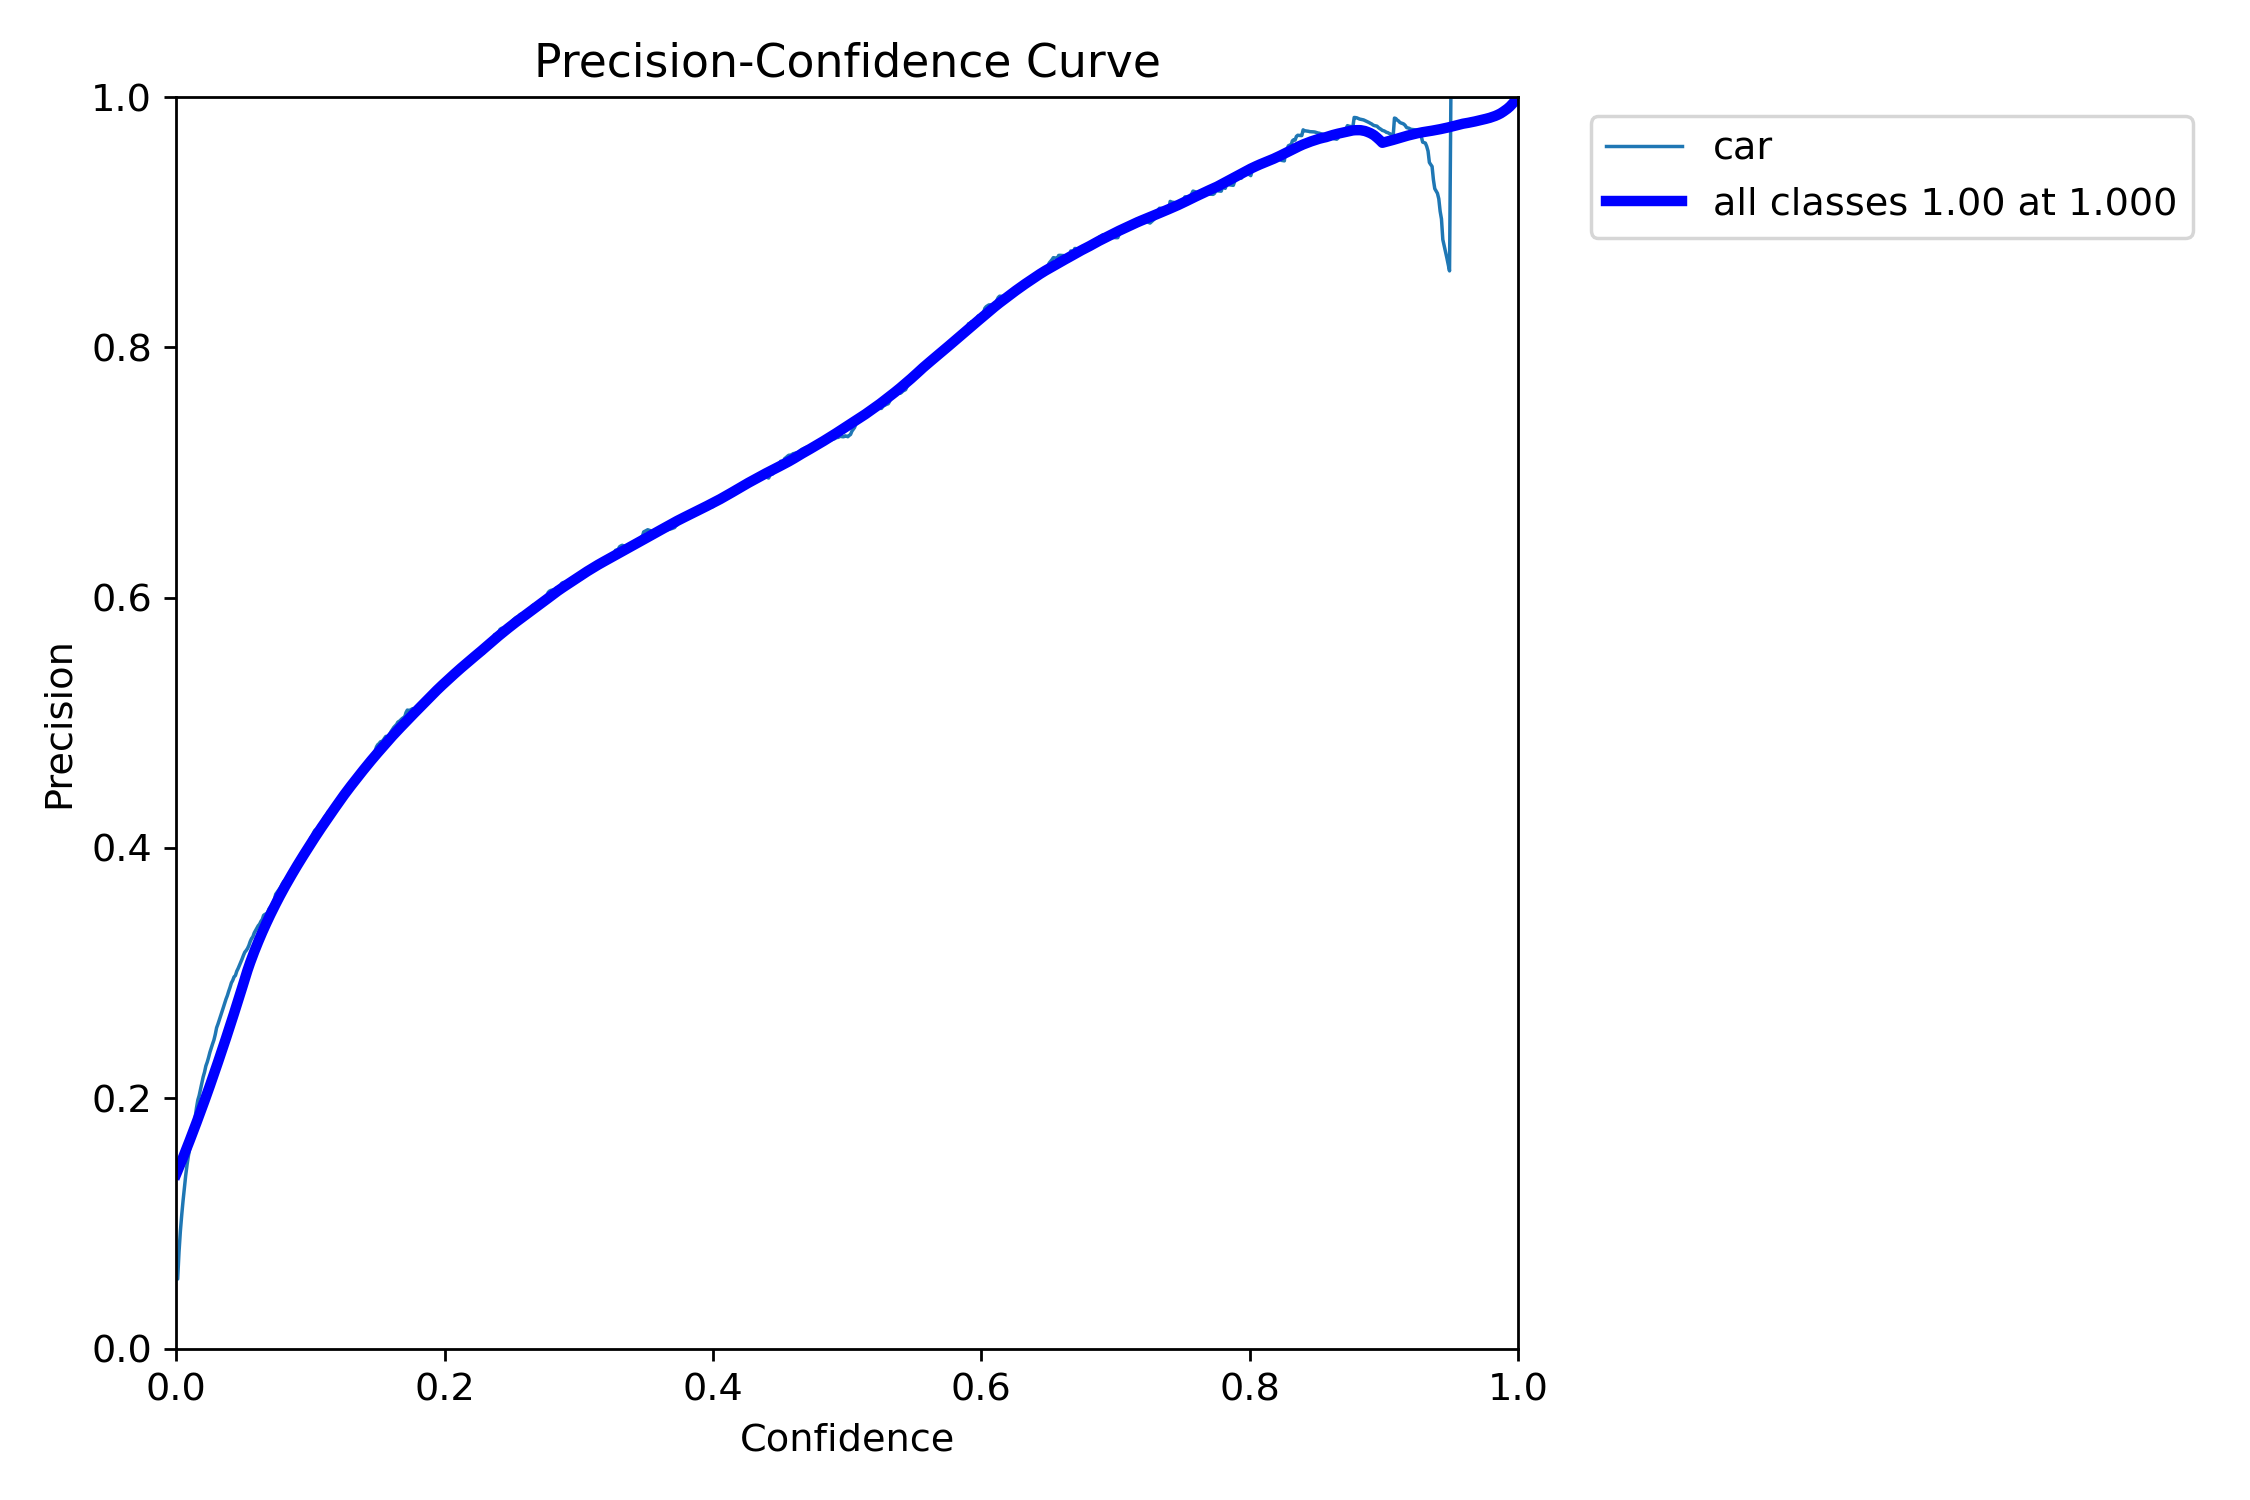 Precision-Confidence Curve
1.0
0.8
0.6
0.4
0.2
0.0
Precision
0.0 0.2 0.4 0.6 0.8 1.0
Confidence
car
all classes 1.00 at 1.000